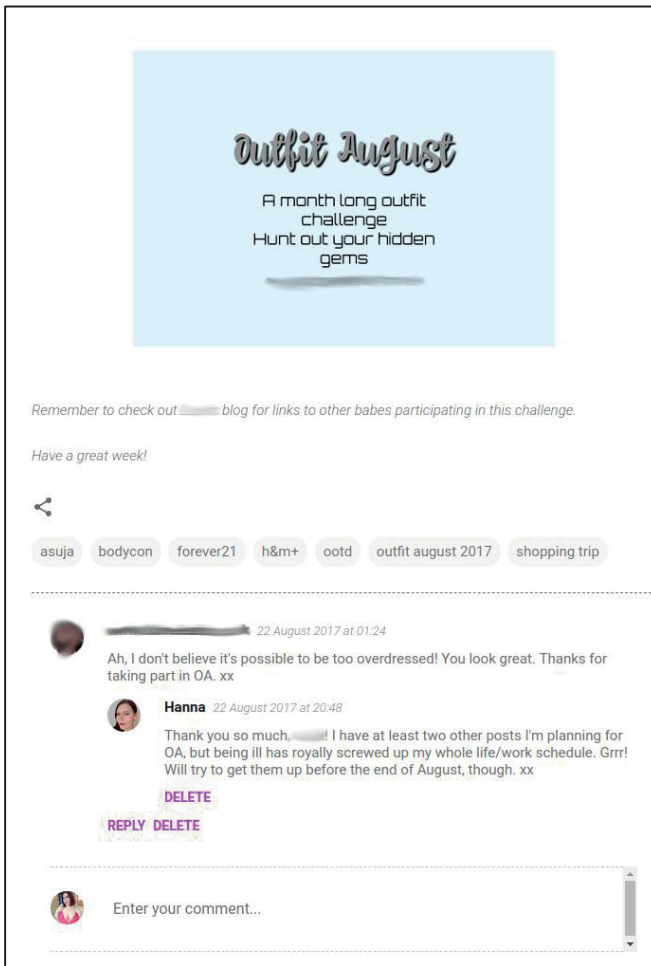 Outfit August
A month long outfit
challenge
Hunt out your hidden
gems
Remember to check out blog for links to other babes participating in this challenge.
Have a great week!
asuja bodycon forever21 h&m+ ootd outfit august 2017 shopping trip
22 August 2017 at 01:24
Ah, I don't believe it's possible to be too overdressed! You look great. Thanks for
taking part in OA. xx
Hanna 22 August 2017 at 20:48
Thank you so much, ! I have at least two other posts I'm planning for
OA, but being ill has royally screwed up my whole life/work schedule. Grrr!
Will try to get them up before the end of August, though. xx
DELETE
REPLY DELETE
Enter your comment...